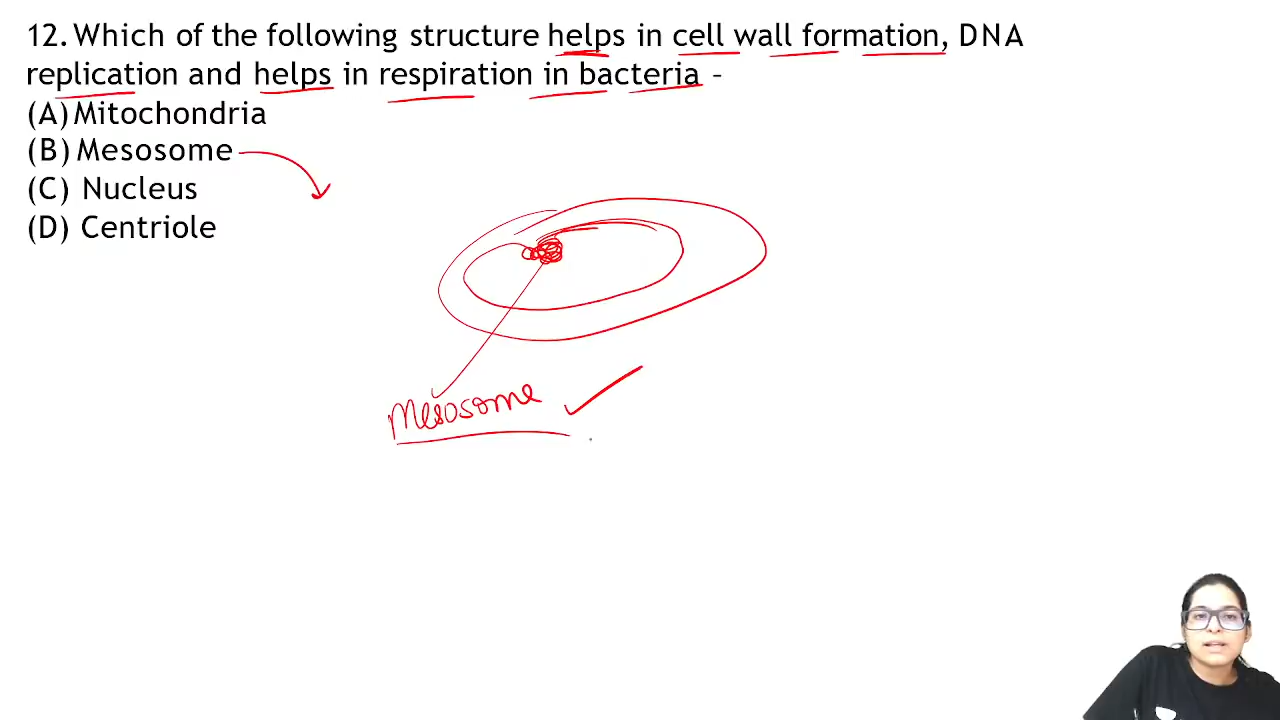 12. Which of the following structure helps in cell wall formation, DNA
replication and helps in respiration in bacteria –
(A) Mitochondria
(B) Mesosome
(C) Nucleus
(D) Centriole
Mesosome